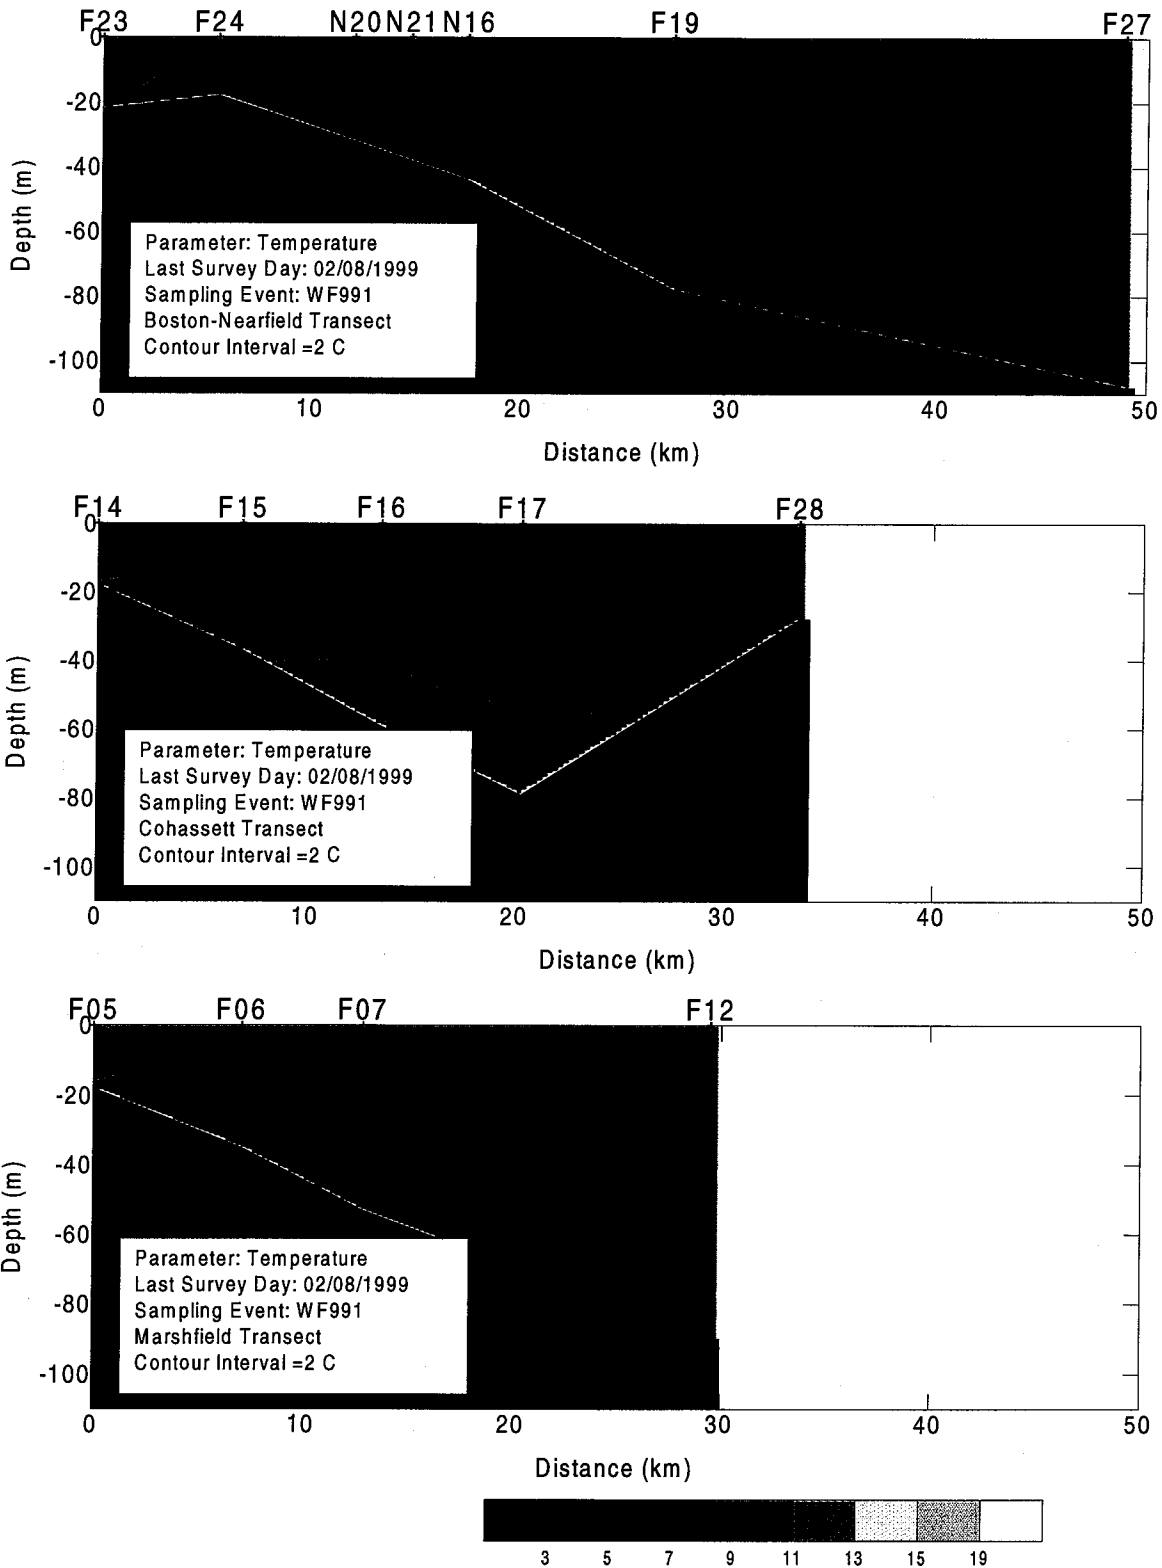 F23 F24 N20 N21 N16 F19 F27
0
-20
-40
-60
-80
-100
Depth (m)
Parameter: Temperature
Last Survey Day: 02/08/1999
Sampling Event: WF991
Boston-Nearfield Transect
Contour Interval =2 C
0 10 20 30 40 50
Distance (km)
F14 F15 F16 F17 F28
0
-20
-40
-60
-80
-100
Depth (m)
Parameter: Temperature
Last Survey Day: 02/08/1999
Sampling Event: WF991
Cohassett Transect
Contour Interval =2 C
0 10 20 30 40 50
Distance (km)
F05 F06 F07 F12
0
-20
-40
-60
-80
-100
Depth (m)
Parameter: Temperature
Last Survey Day: 02/08/1999
Sampling Event: WF991
Marshfield Transect
Contour Interval =2 C
0 10 20 30 40 50
Distance (km)
3 5 7 9 11 13 15 19